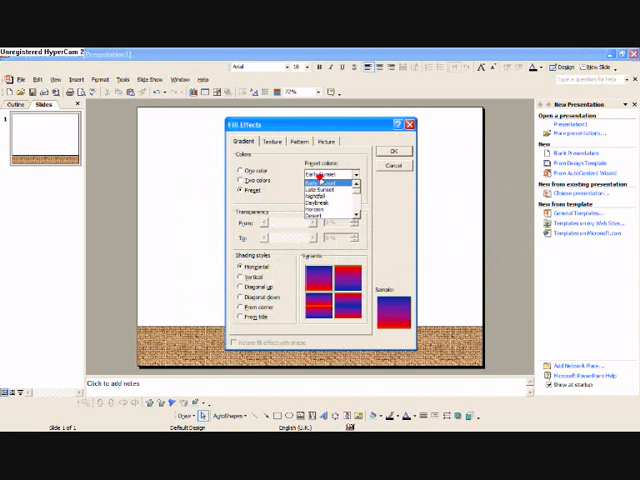 Unregistered HyperCam 2
Presentation1]
File Edit View Insert Format Tools Slide Show Window Help
Arial 18 Design New Slide
Type a question for help
72%
Outline Slides
1
New Presentation
Open a presentation
Presentation1
More presentations...
New
Blank Presentation
From Design Template
From AutoContent Wizard
New from existing presentation
Choose presentation...
New from template
General Templates...
Templates on my Web Sites...
Templates on Microsoft.com
Add Network Place...
Microsoft PowerPoint Help
Show at startup
Fill Effects
Gradient Texture Pattern Picture
Colors
One color
Two colors
Preset
Preset colors:
Early Sunset
Early Sunset
Late Sunset
Nightfall
Daybreak
Horizon
Desert
OK
Cancel
Transparency
From: 0 %
To: 0 %
Shading styles
Horizontal
Vertical
Diagonal up
Diagonal down
From corner
From title
Variants
Sample:
Rotate fill effect with shape
Click to add notes
Draw AutoShapes
Slide 1 of 1 Default Design English (U.K.)